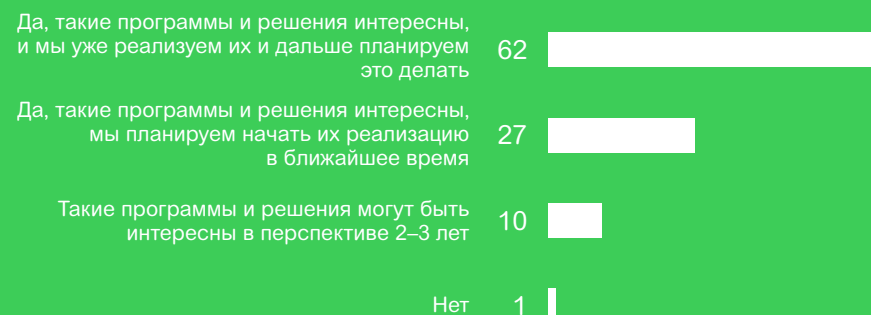 Да, такие программы и решения интересны,
и мы уже реализуем их и дальше планируем
это делать
62
Да, такие программы и решения интересны,
мы планируем начать их реализацию
в ближайшее время
27
Такие программы и решения могут быть
интересны в перспективе 2–3 лет
10
Нет
1